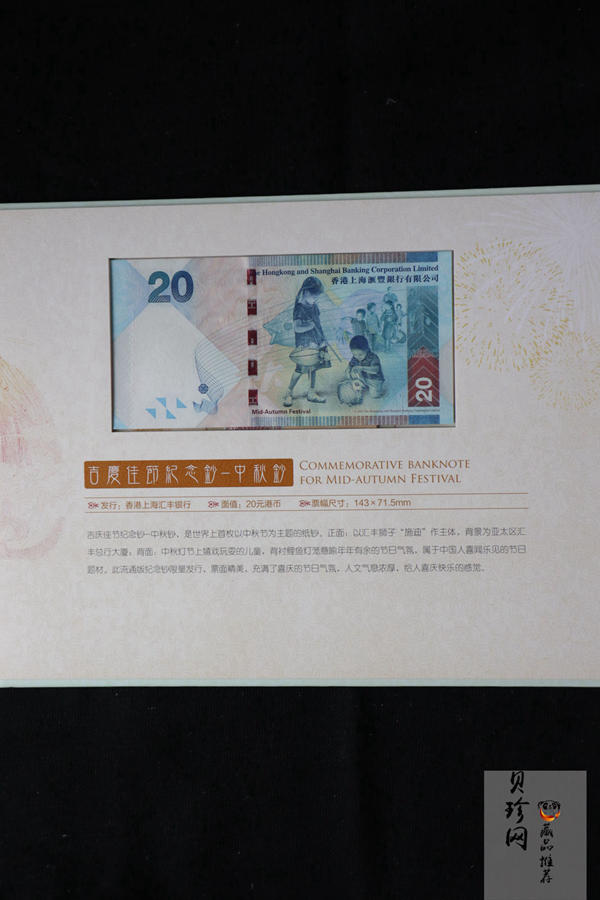 20
The Hongkong and Shanghai Banking Corporation Limited
香港上海滙豐銀行有限公司
Mid-Autumn Festival
20
吉慶佳節紀念鈔–中秋鈔
COMMEMORATIVE BANKNOTE
FOR MID-AUTUMN FESTIVAL
发行：香港上海汇丰银行 面值：20元港币 票幅尺寸：143×71.5mm
吉庆佳节纪念钞–中秋钞，是世界上首枚以中秋节为主题的纸钞。正面：以汇丰狮子“施迪”作主体，背景为亚太区汇
丰总行大厦；背面：中秋灯节上嬉戏玩耍的儿童，背衬鲤鱼灯笼意喻年年有余的节日气氛，属于中国人喜闻乐见的节日
题材。此流通版纪念钞限量发行，票面精美，充满了喜庆的节日气氛，人文气息浓厚，给人喜庆快乐的感觉。
贝珍网
藏品推荐